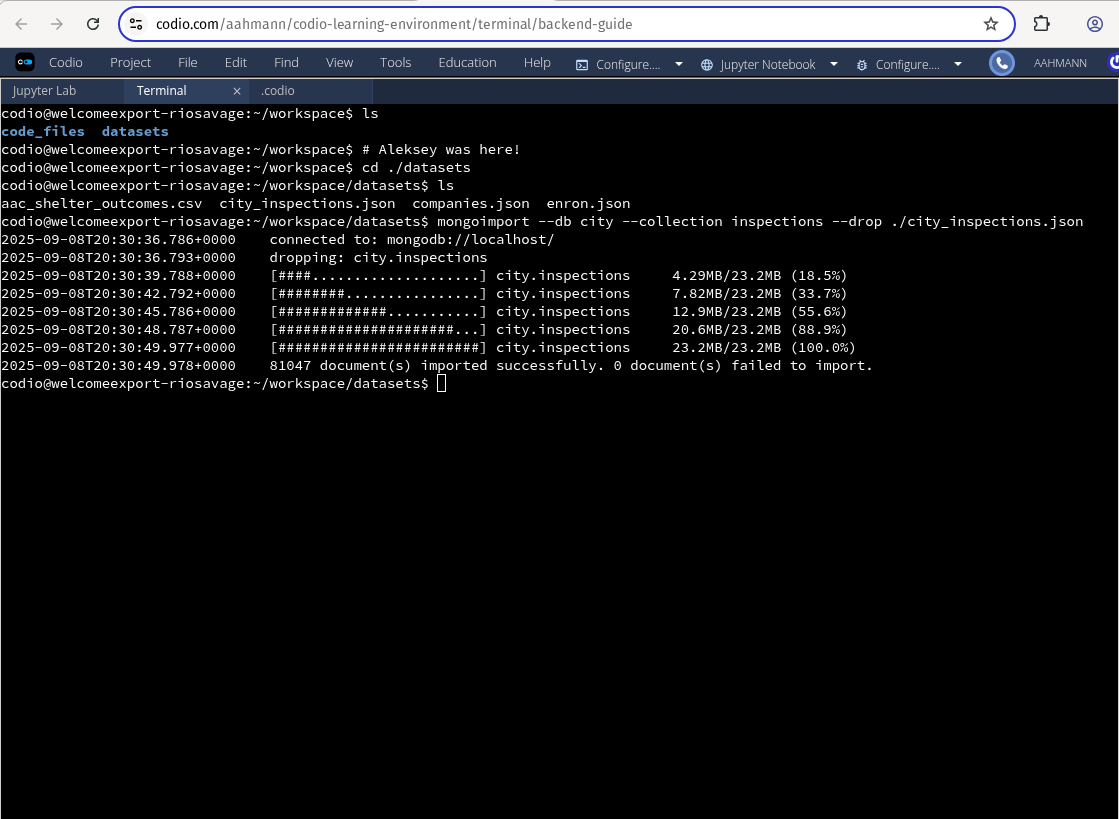 codio.com/aahmann/codio-learning-environment/terminal/backend-guide
Codio Project File Edit Find View Tools Education Help Configure.... Jupyter Notebook Configure.... AAHMANN
Jupyter Lab Terminal × .codio
codio@welcomeexport-riosavage:~/workspace$ ls
code_files  datasets
codio@welcomeexport-riosavage:~/workspace$ # Aleksey was here!
codio@welcomeexport-riosavage:~/workspace$ cd ./datasets
codio@welcomeexport-riosavage:~/workspace/datasets$ ls
aac_shelter_outcomes.csv  city_inspections.json  companies.json  enron.json
codio@welcomeexport-riosavage:~/workspace/datasets$ mongoimport --db city --collection inspections --drop ./city_inspections.json
2025-09-08T20:30:36.786+0000    connected to: mongodb://localhost/
2025-09-08T20:30:36.793+0000    dropping: city.inspections
2025-09-08T20:30:39.788+0000    [####....................] city.inspections     4.29MB/23.2MB (18.5%)
2025-09-08T20:30:42.792+0000    [########................] city.inspections     7.82MB/23.2MB (33.7%)
2025-09-08T20:30:45.786+0000    [#############...........] city.inspections     12.9MB/23.2MB (55.6%)
2025-09-08T20:30:48.787+0000    [#####################...] city.inspections     20.6MB/23.2MB (88.9%)
2025-09-08T20:30:49.977+0000    [########################] city.inspections     23.2MB/23.2MB (100.0%)
2025-09-08T20:30:49.978+0000    81047 document(s) imported successfully. 0 document(s) failed to import.
codio@welcomeexport-riosavage:~/workspace/datasets$